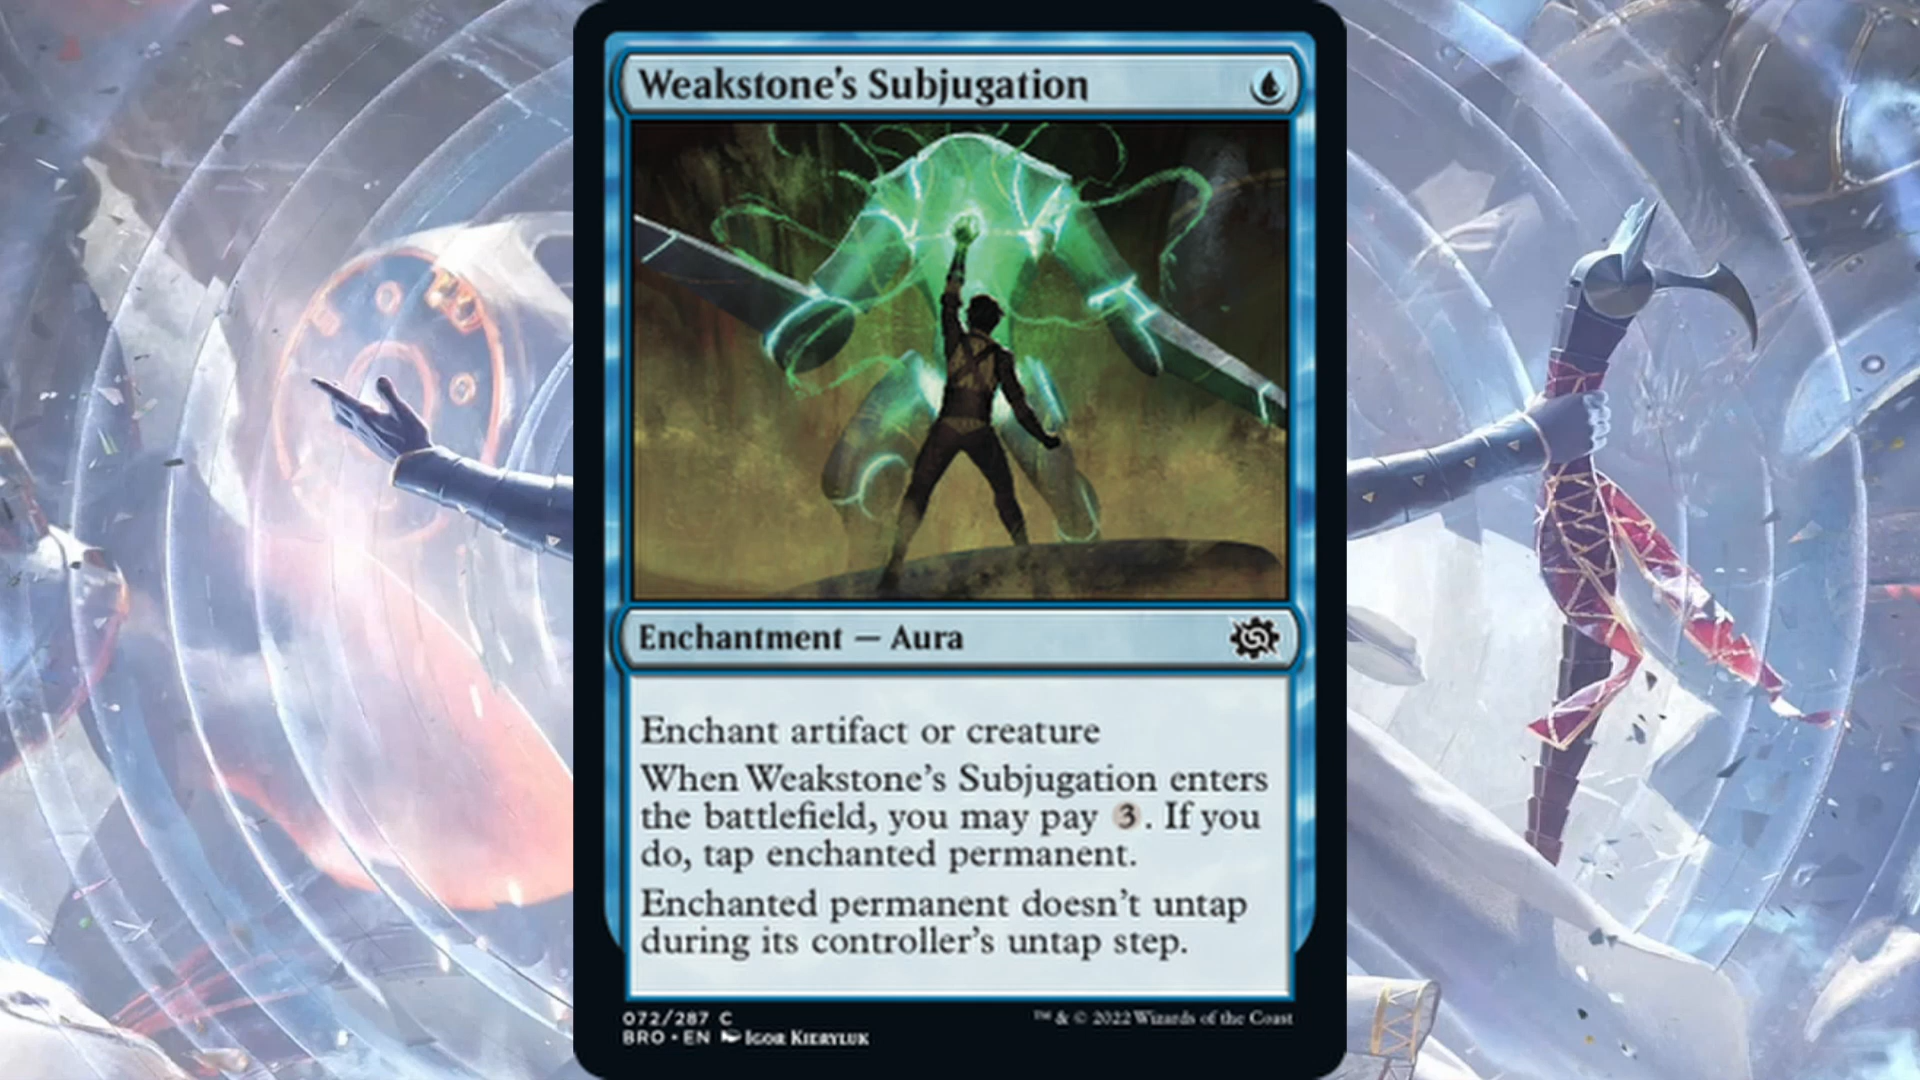 Weakstone's Subjugation
Enchantment — Aura
Enchant artifact or creature
When Weakstone's Subjugation enters
the battlefield, you may pay 3. If you
do, tap enchanted permanent.
Enchanted permanent doesn't untap
during its controller's untap step.
072/287 C
™ & © 2022 Wizards of the Coast
BRO • EN Igor Kieryluk